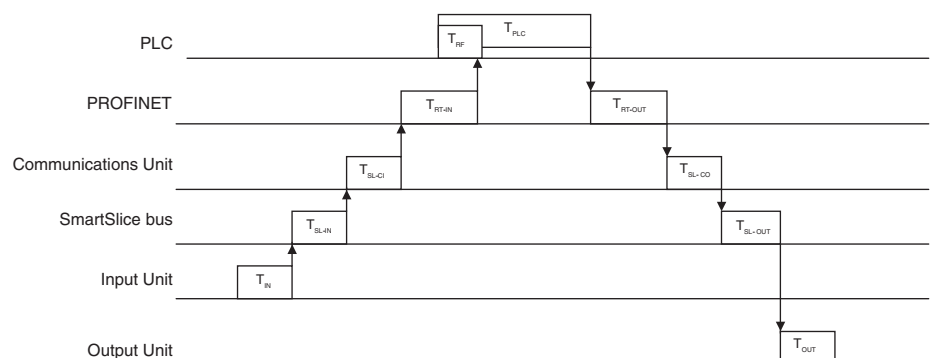 PLC
T_RF
T_PLC
PROFINET
T_RT-IN
T_RT-OUT
Communications Unit
T_SL-CI
T_SL-CO
SmartSlice bus
T_SL-IN
T_SL-OUT
Input Unit
T_IN
Output Unit
T_OUT